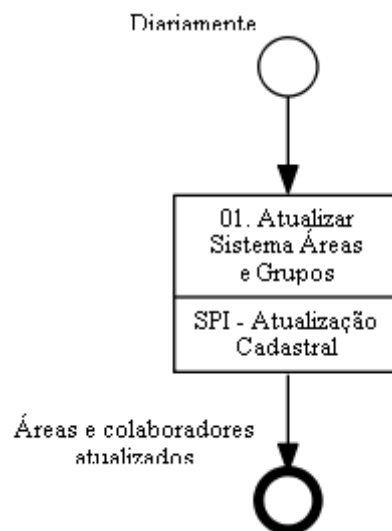 Diariamente
01. Atualizar
Sistema Áreas
e Grupos
SPI - Atualização
Cadastral
Áreas e colaboradores
atualizados